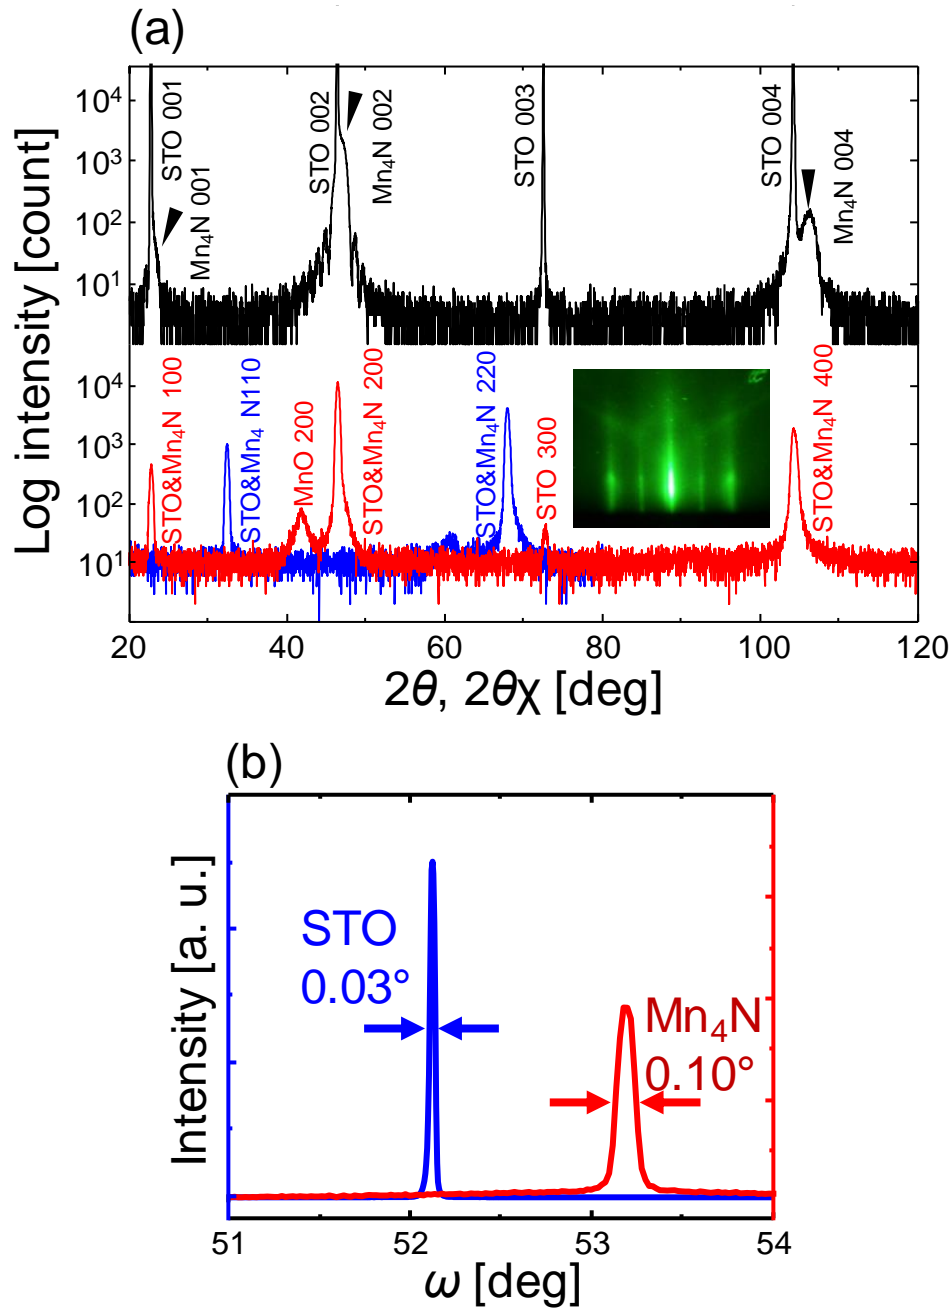 (a)
Log intensity [count]
10⁴
10³
10²
10¹
10⁴
10³
10²
10¹
STO 001
Mn₄N 001
STO 002
Mn₄N 002
STO 003
STO 004
Mn₄N 004
STO&Mn₄N 100
STO&Mn₄ N110
MnO 200
STO&Mn₄N 200
STO&Mn₄N 220
STO 300
STO&Mn₄N 400
20 40 60 80 100 120
2θ, 2θχ [deg]
(b)
Intensity [a. u.]
STO
0.03°
Mn₄N
0.10°
51 52 53 54
ω [deg]